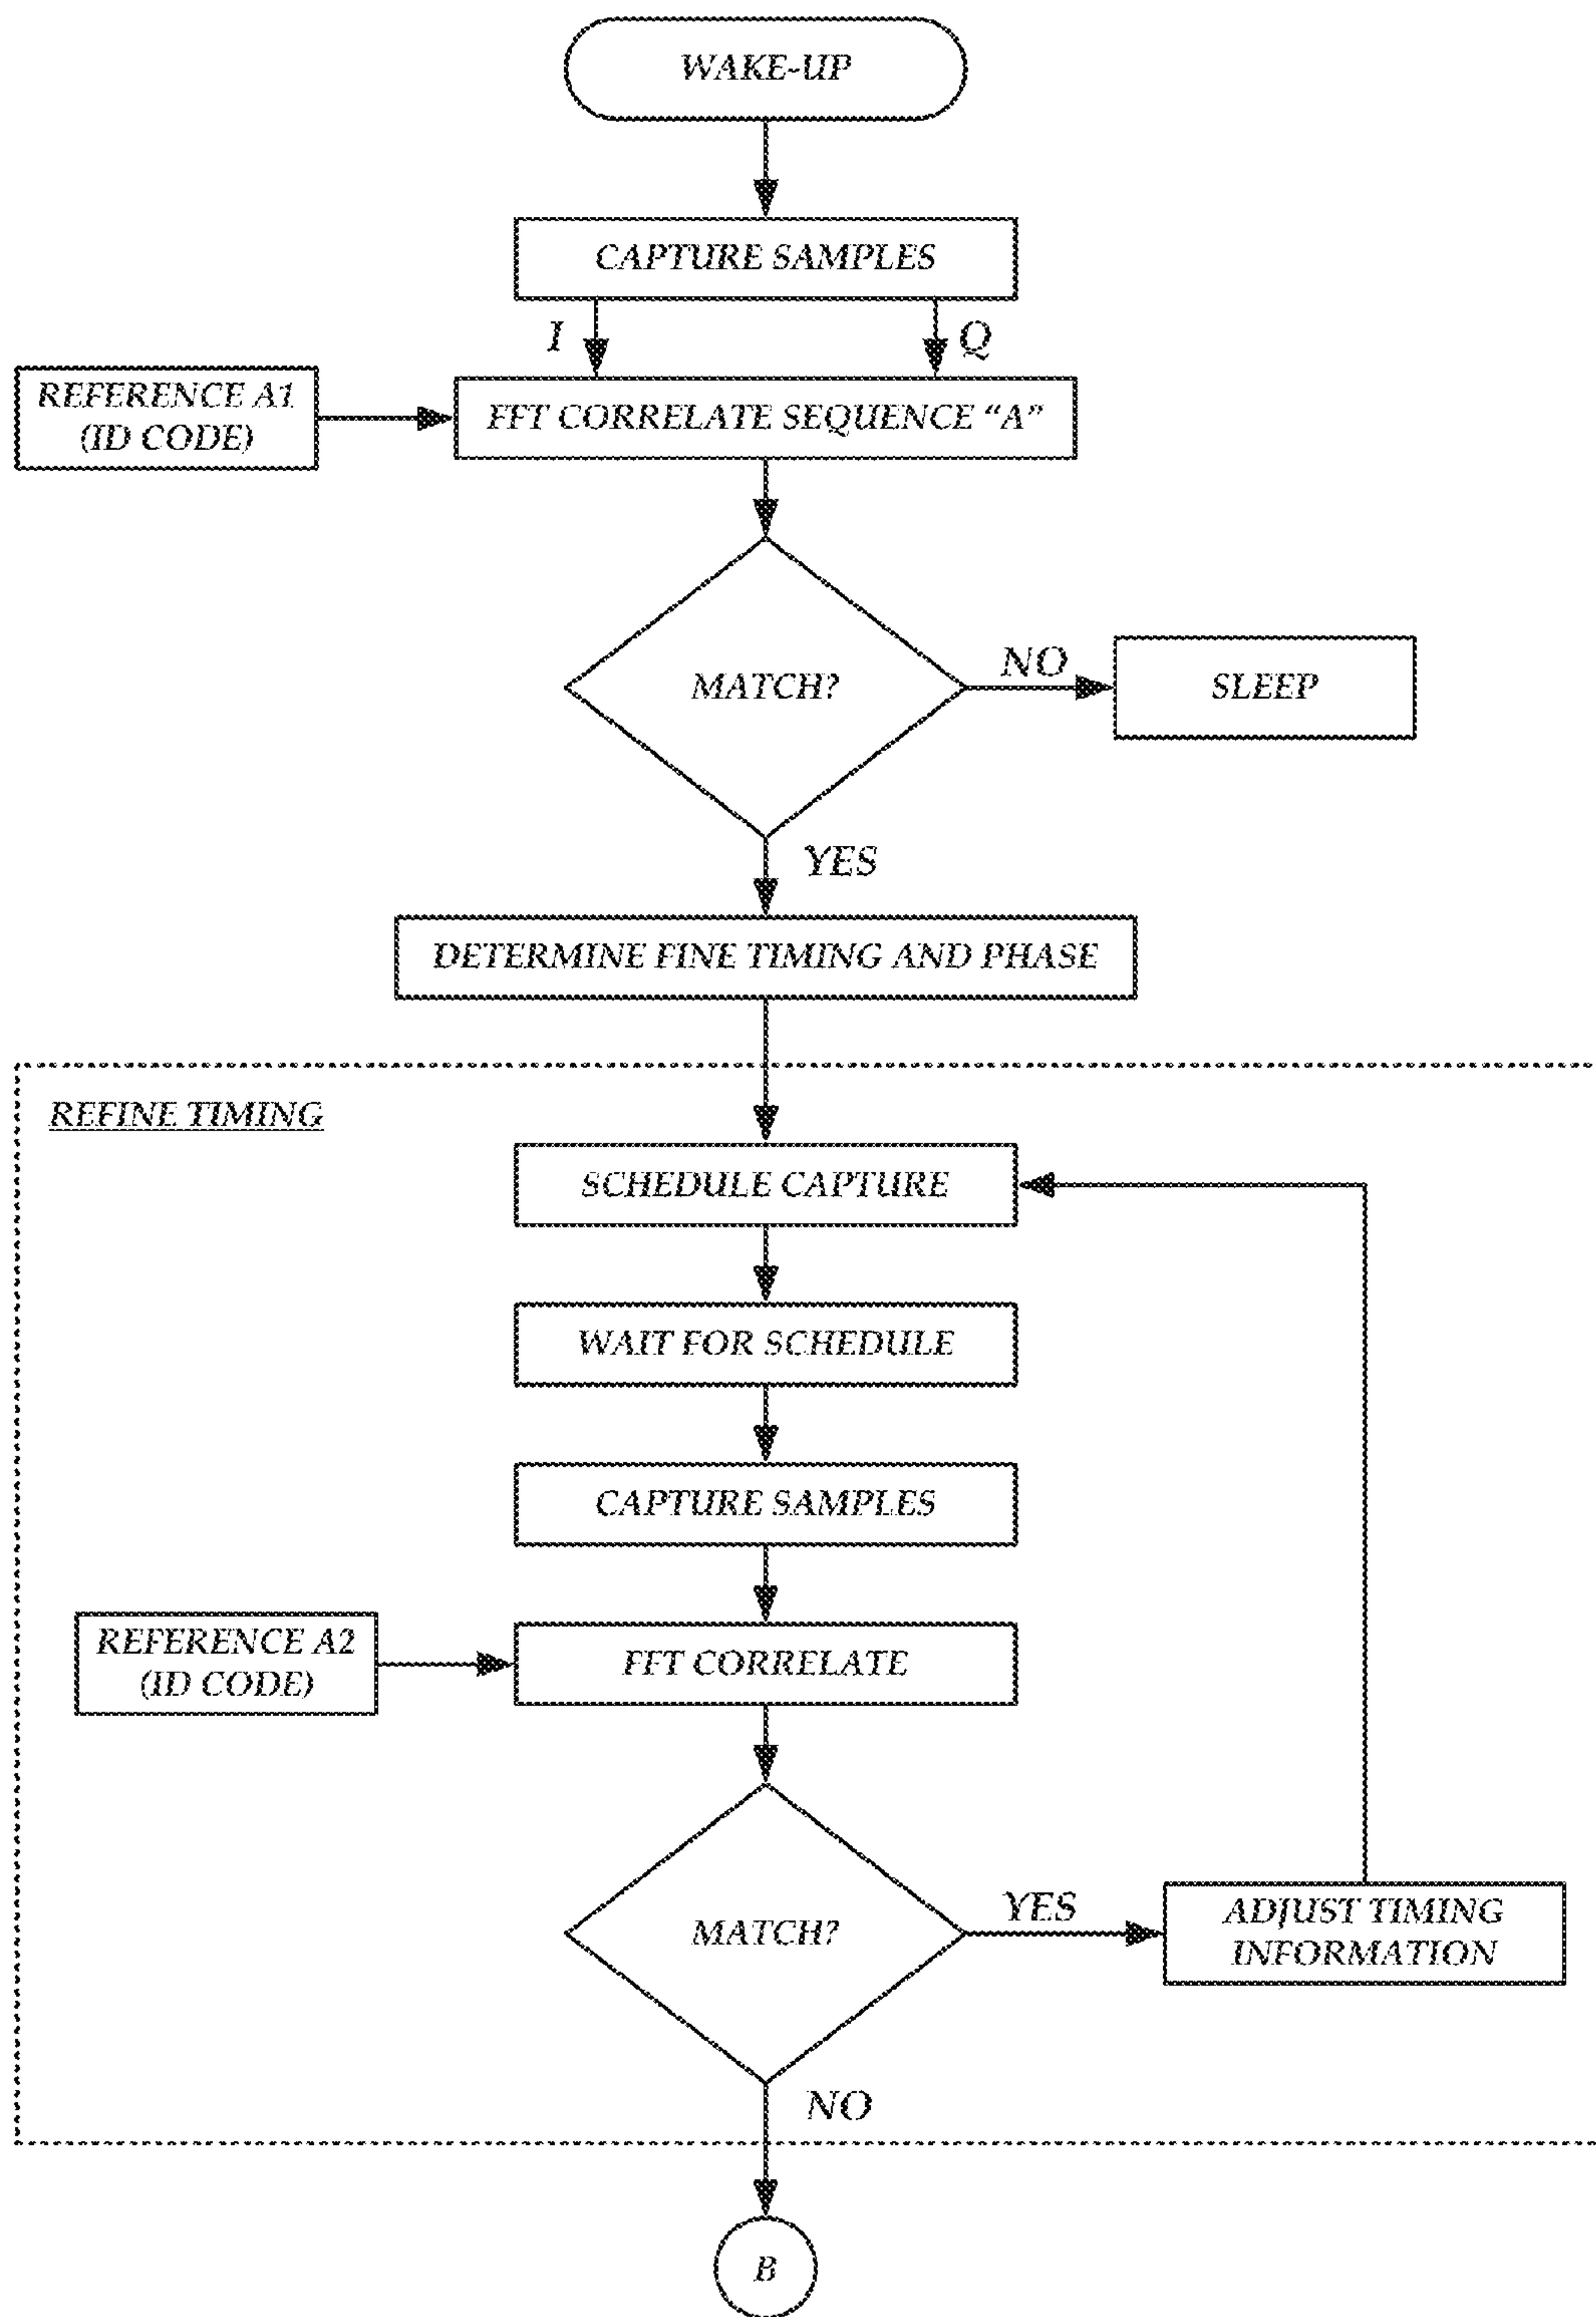 WAKE-UP
CAPTURE SAMPLES
I
Q
REFERENCE A1
(ID CODE)
FFT CORRELATE SEQUENCE “A”
MATCH?
NO
SLEEP
YES
DETERMINE FINE TIMING AND PHASE
REFINE TIMING
SCHEDULE CAPTURE
WAIT FOR SCHEDULE
CAPTURE SAMPLES
REFERENCE A2
(ID CODE)
FFT CORRELATE
MATCH?
YES
ADJUST TIMING
INFORMATION
NO
B